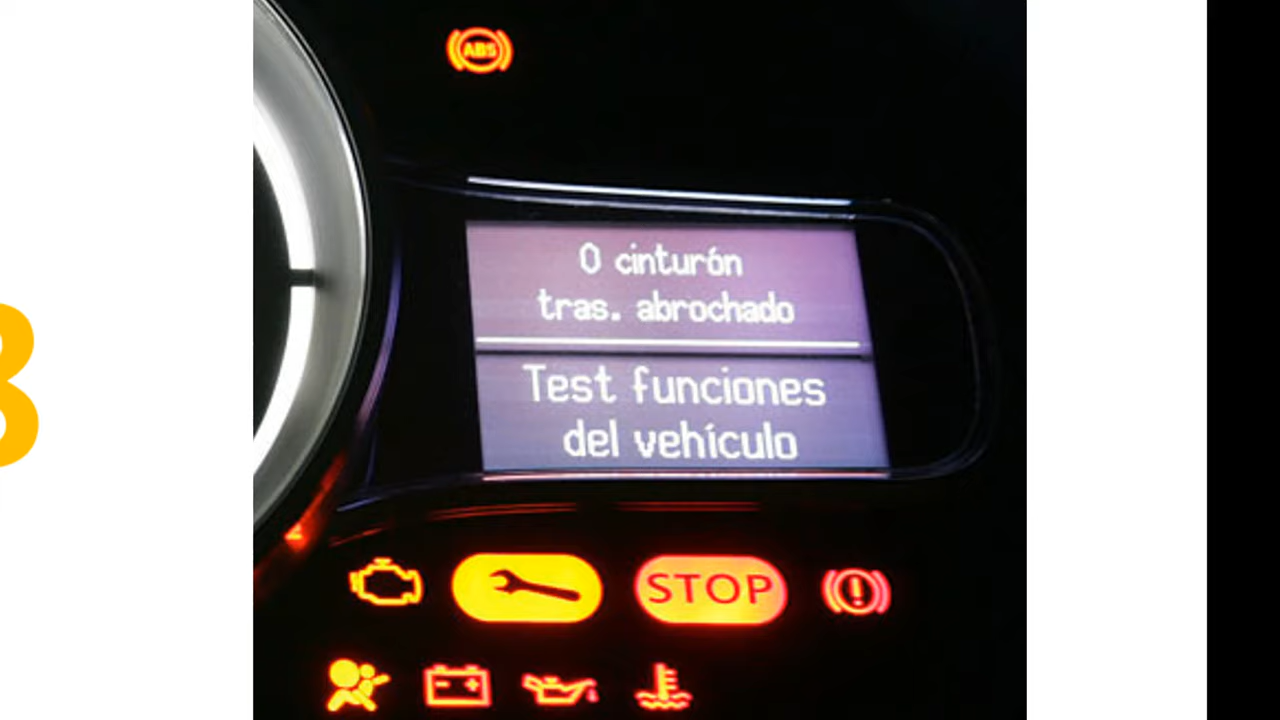 ABS
0 cinturón
tras. abrochado
Test funciones
del vehículo
STOP